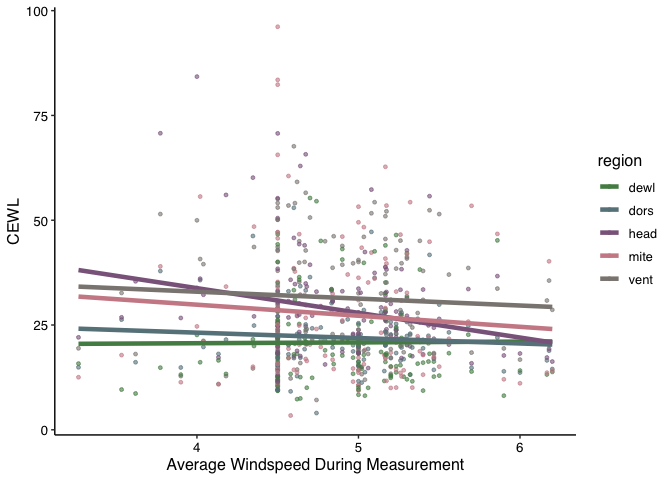 100
75
50
25
0
CEWL
4
5
6
Average Windspeed During Measurement
region
dewl
dors
head
mite
vent